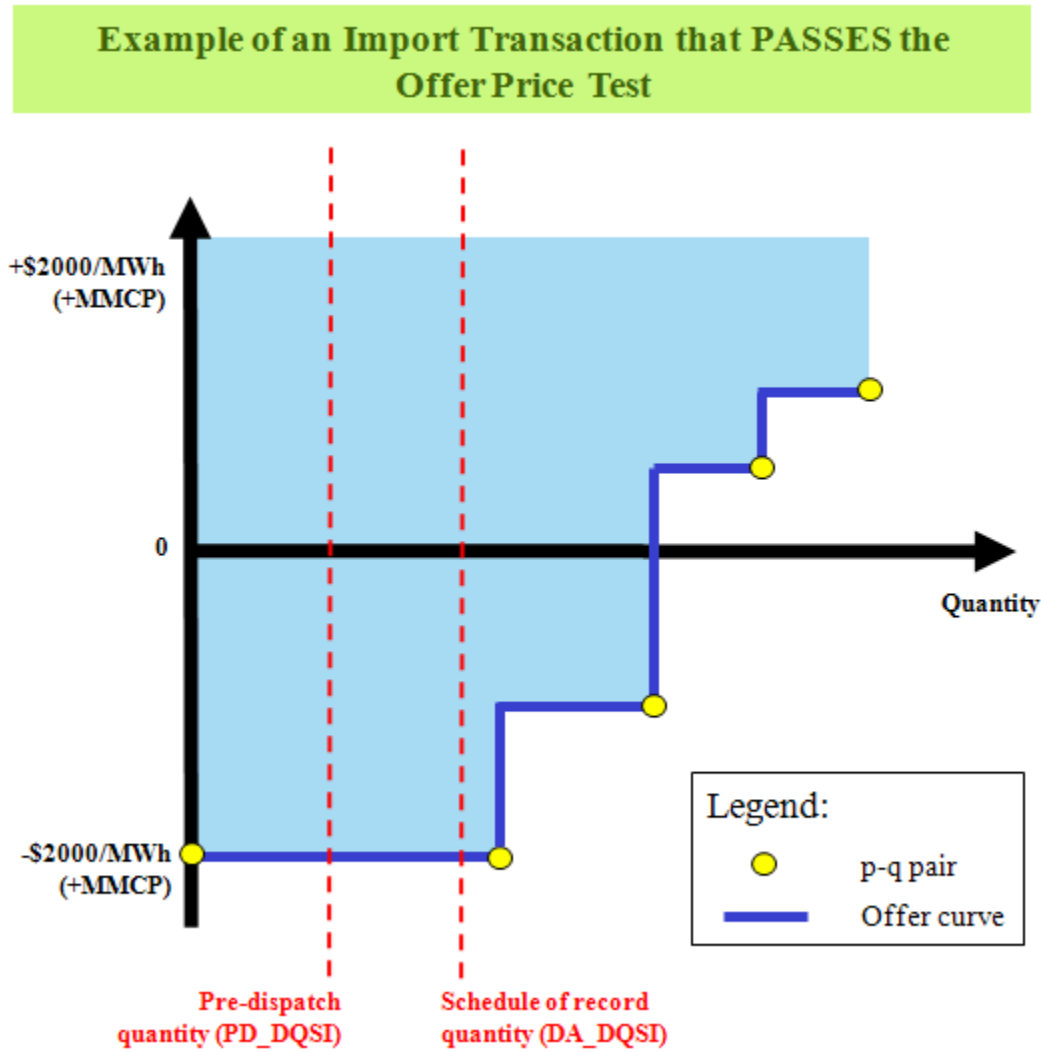 Example of an Import Transaction that PASSES the
Offer Price Test
+$2000/MWh
(+MMCP)
0
Quantity
-$2000/MWh
(+MMCP)
Legend:
p-q pair
Offer curve
Pre-dispatch
quantity (PD_DQSI)
Schedule of record
quantity (DA_DQSI)